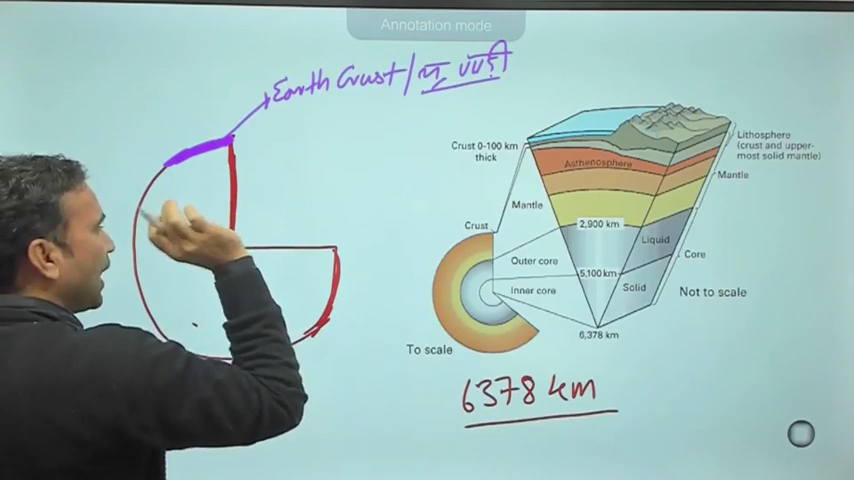 Annotation mode
Earth Crust / भू पर्पटी
Crust 0-100 km
thick
Asthenosphere
Lithosphere
(crust and upper-
most solid mantle)
Mantle
Mantle
Crust
2,900 km
Liquid
Outer core
Core
5,100 km
Inner core
Solid
Not to scale
6,378 km
To scale
6378 km